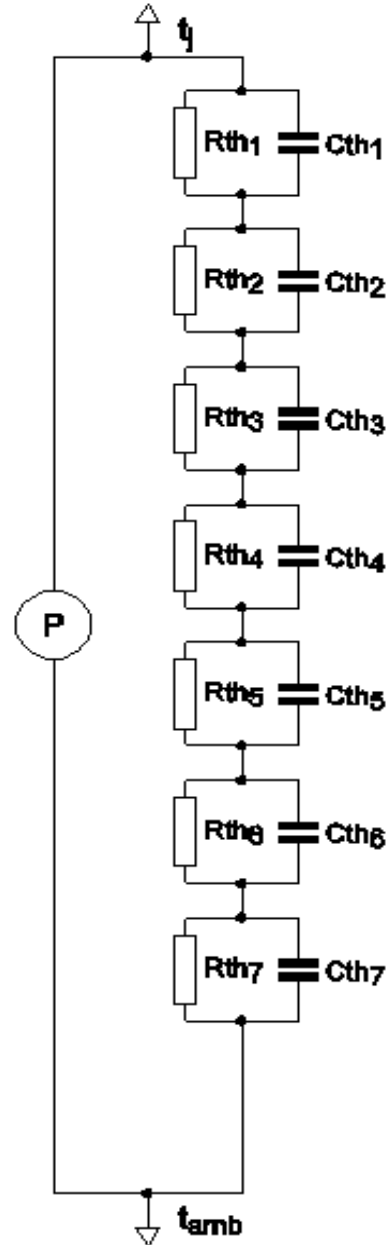 tj
Rth1 Cth1
Rth2 Cth2
Rth3 Cth3
Rth4 Cth4
P
Rth5 Cth5
Rth6 Cth6
Rth7 Cth7
tamb